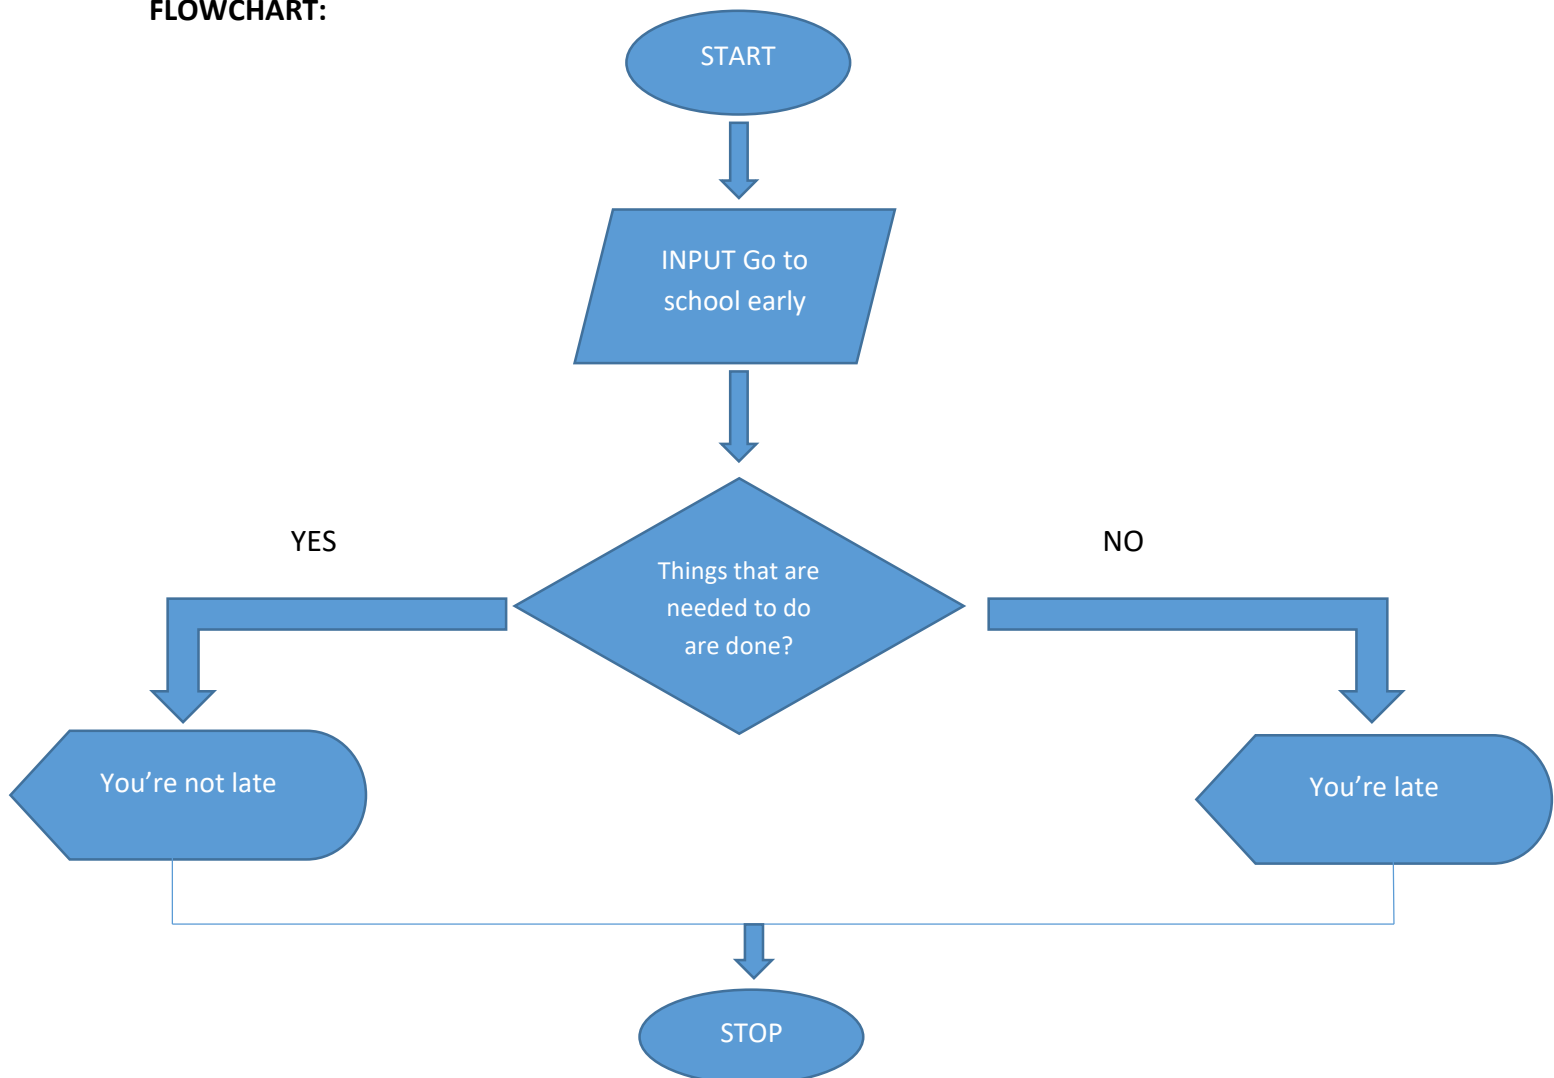 FLOWCHART:
START
INPUT Go to
school early
YES
NO
Things that are
needed to do
are done?
You’re not late
You’re late
STOP